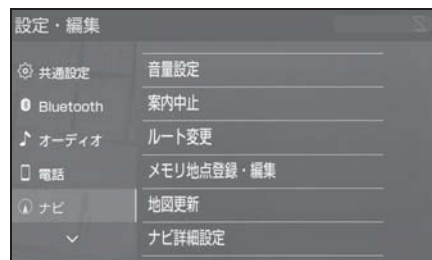 設定・編集
共通設定
Bluetooth
オーディオ
電話
ナビ
音量設定
案内中止
ルート変更
メモリ地点登録・編集
地図更新
ナビ詳細設定